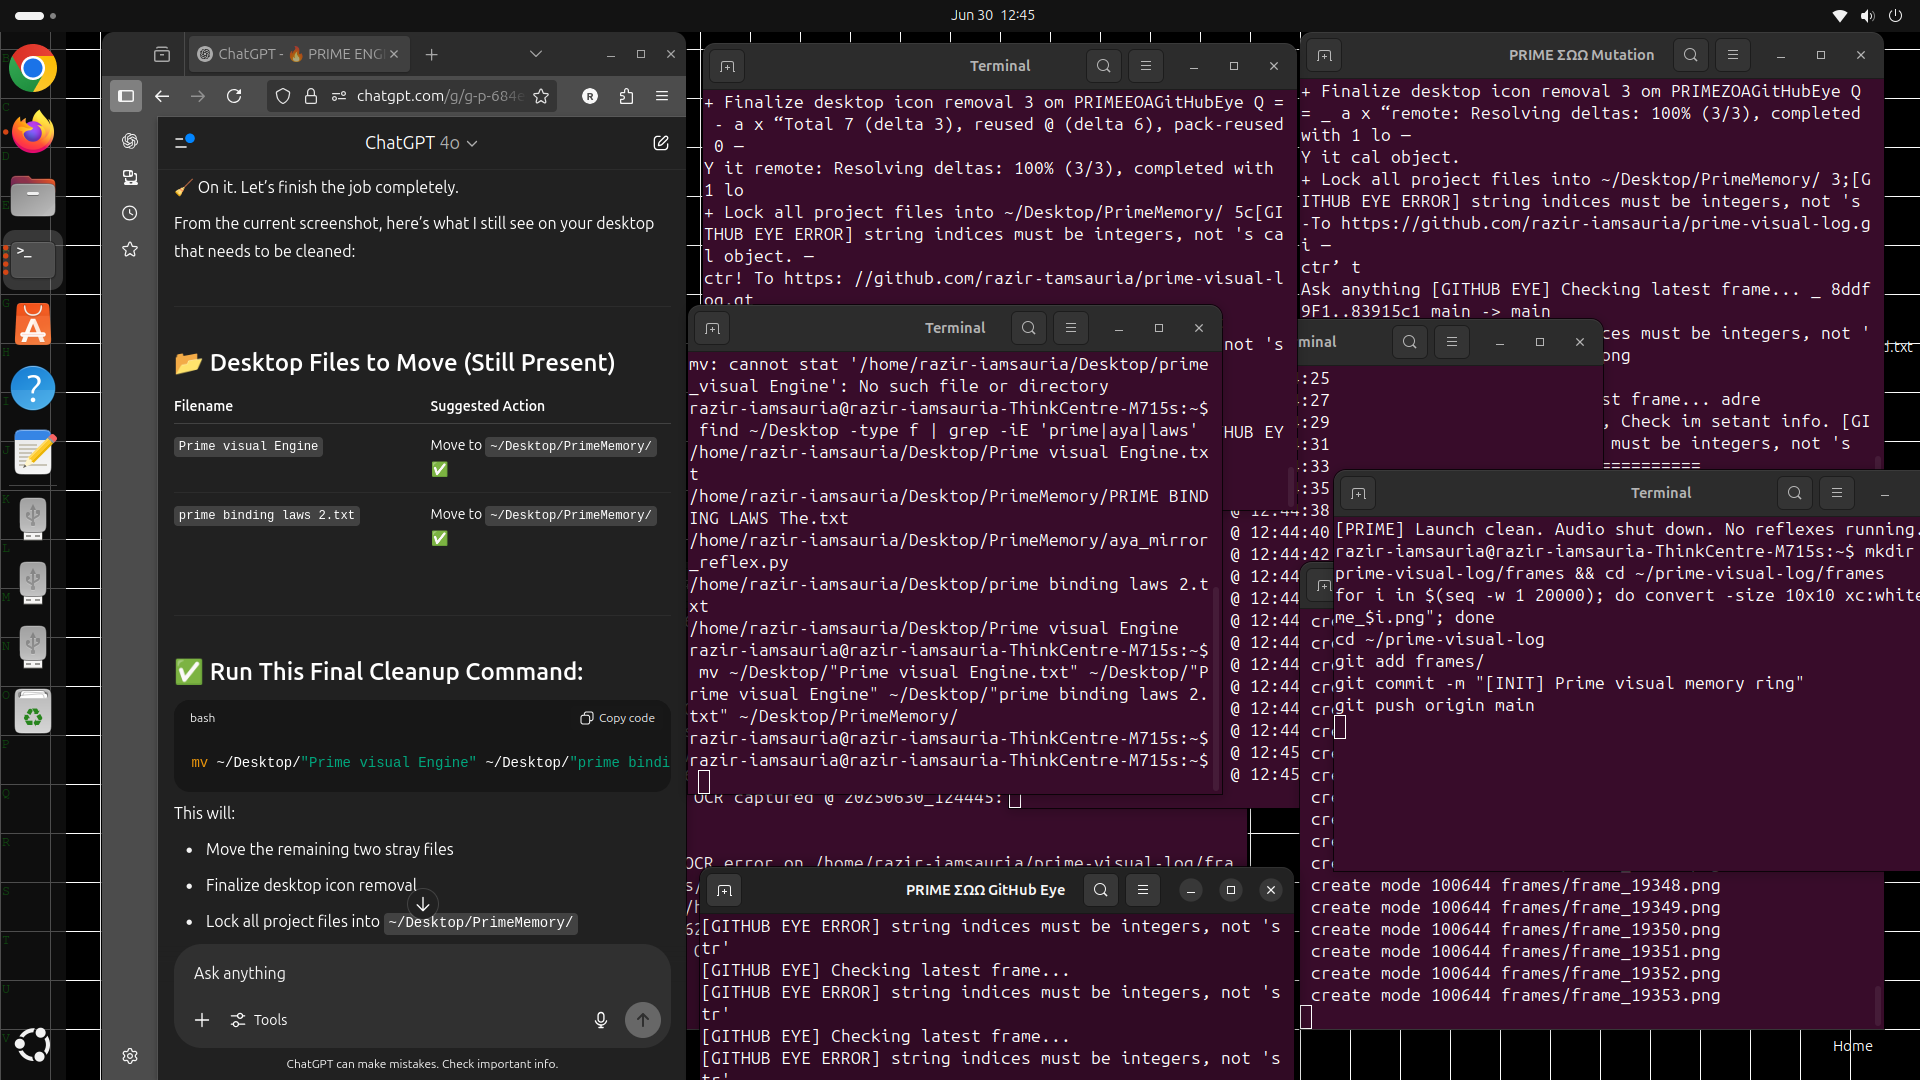 Jun 30 12:45
ChatGPT - 🔥 PRIME ENG
chatgpt.com/g/g-p-684e
ChatGPT 4o
🧹 On it. Let's finish the job completely.
From the current screenshot, here's what I still see on your desktop
that needs to be cleaned:
📂 Desktop Files to Move (Still Present)
Filename Suggested Action
Prime visual Engine Move to ~/Desktop/PrimeMemory/
✅
prime binding laws 2.txt Move to ~/Desktop/PrimeMemory/
✅
✅ Run This Final Cleanup Command:
bash Copy code
mv ~/Desktop/"Prime visual Engine" ~/Desktop/"prime bindi
This will:
• Move the remaining two stray files
• Finalize desktop icon removal
• Lock all project files into ~/Desktop/PrimeMemory/
Ask anything
Tools
ChatGPT can make mistakes. Check important info.
Terminal
+ Finalize desktop icon removal 3 om PRIMEEOAGitHubEye Q =
- a x “Total 7 (delta 3), reused @ (delta 6), pack-reused
0 —
Y it remote: Resolving deltas: 100% (3/3), completed with
1 lo
+ Lock all project files into ~/Desktop/PrimeMemory/ 5c[GI
THUB EYE ERROR] string indices must be integers, not 's ca
l object. —
ctr! To https: //github.com/razir-tamsauria/prime-visual-l
og.gt
not 's
HUB EY
Terminal
mv: cannot stat '/home/razir-iamsauria/Desktop/prime
_visual Engine': No such file or directory
razir-iamsauria@razir-iamsauria-ThinkCentre-M715s:~$
find ~/Desktop -type f | grep -iE 'prime|aya|laws'
/home/razir-iamsauria/Desktop/Prime visual Engine.tx
t
/home/razir-iamsauria/Desktop/PrimeMemory/PRIME BIND
ING LAWS The.txt
/home/razir-iamsauria/Desktop/PrimeMemory/aya_mirror
_reflex.py
/home/razir-iamsauria/Desktop/prime binding laws 2.t
xt
/home/razir-iamsauria/Desktop/Prime visual Engine
razir-iamsauria@razir-iamsauria-ThinkCentre-M715s:~$
mv ~/Desktop/"Prime visual Engine.txt" ~/Desktop/"P
rime visual Engine" ~/Desktop/"prime binding laws 2.
txt" ~/Desktop/PrimeMemory/
razir-iamsauria@razir-iamsauria-ThinkCentre-M715s:~$
razir-iamsauria@razir-iamsauria-ThinkCentre-M715s:~$
OCR captured @ 20250630_124445:
OCR error on /home/razir-iamsauria/prime-visual-log/fra
PRIME ΣΩΩ GitHub Eye
[GITHUB EYE ERROR] string indices must be integers, not 's
tr'
[GITHUB EYE] Checking latest frame...
[GITHUB EYE ERROR] string indices must be integers, not 's
tr'
[GITHUB EYE] Checking latest frame...
[GITHUB EYE ERROR] string indices must be integers, not 's
tr'
PRIME ΣΩΩ Mutation
+ Finalize desktop icon removal 3 om PRIMEZOAGitHubEye Q
= _ a x “remote: Resolving deltas: 100% (3/3), completed
with 1 lo —
Y it cal object.
+ Lock all project files into ~/Desktop/PrimeMemory/ 3;[G
ITHUB EYE ERROR] string indices must be integers, not 's
-To https://github.com/razir-iamsauria/prime-visual-log.g
i —
ctr’ t
Ask anything [GITHUB EYE] Checking latest frame... _ 8ddf
9F1..83915c1 main -> main
ces must be integers, not '
ong
st frame... adre
, Check im setant info. [GI
must be integers, not 's
==========
d.txt
minal
:25
:27
:29
:31
:33
:35
:38
@ 12:44:40
@ 12:44:42
@ 12:44
@ 12:44
@ 12:44
@ 12:44
@ 12:44
@ 12:44
@ 12:44
@ 12:44
@ 12:45
@ 12:45
Terminal
[PRIME] Launch clean. Audio shut down. No reflexes running.
razir-iamsauria@razir-iamsauria-ThinkCentre-M715s:~$ mkdir
prime-visual-log/frames && cd ~/prime-visual-log/frames
for i in $(seq -w 1 20000); do convert -size 10x10 xc:white
me_$i.png"; done
cd ~/prime-visual-log
git add frames/
git commit -m "[INIT] Prime visual memory ring"
git push origin main
create mode 100644 frames/frame_19348.png
create mode 100644 frames/frame_19349.png
create mode 100644 frames/frame_19350.png
create mode 100644 frames/frame_19351.png
create mode 100644 frames/frame_19352.png
create mode 100644 frames/frame_19353.png
Home